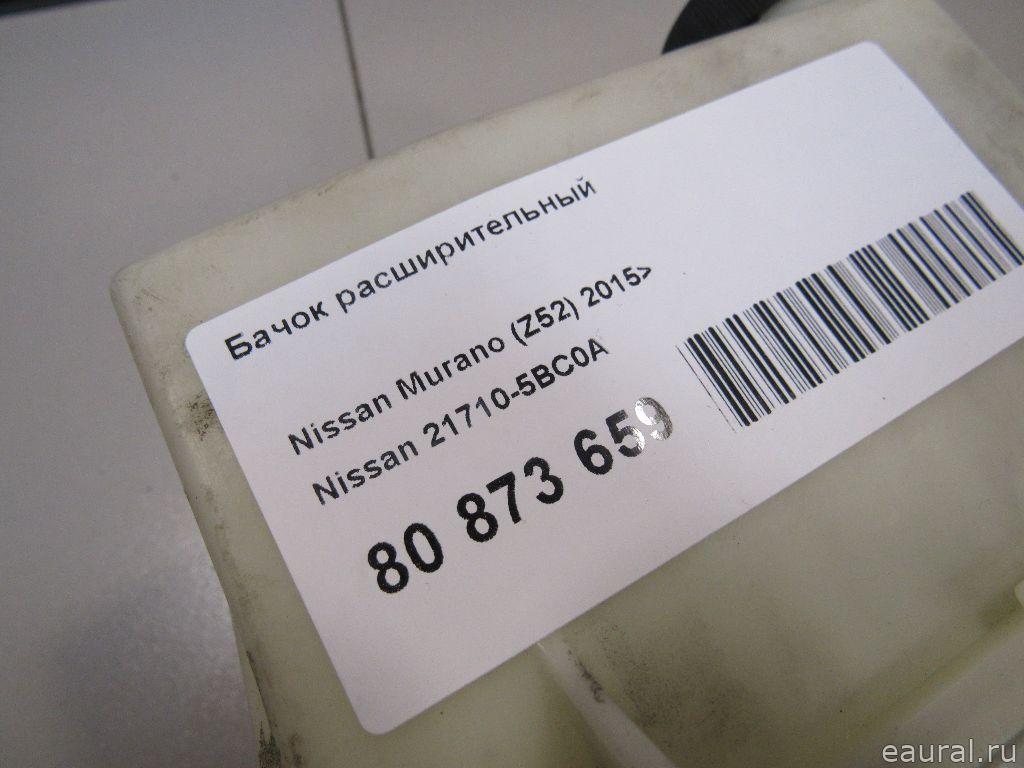 Бачок расширительный
Nissan Murano (Z52) 2015>
Nissan 21710-5BC0A
80 873 659
eaural.ru